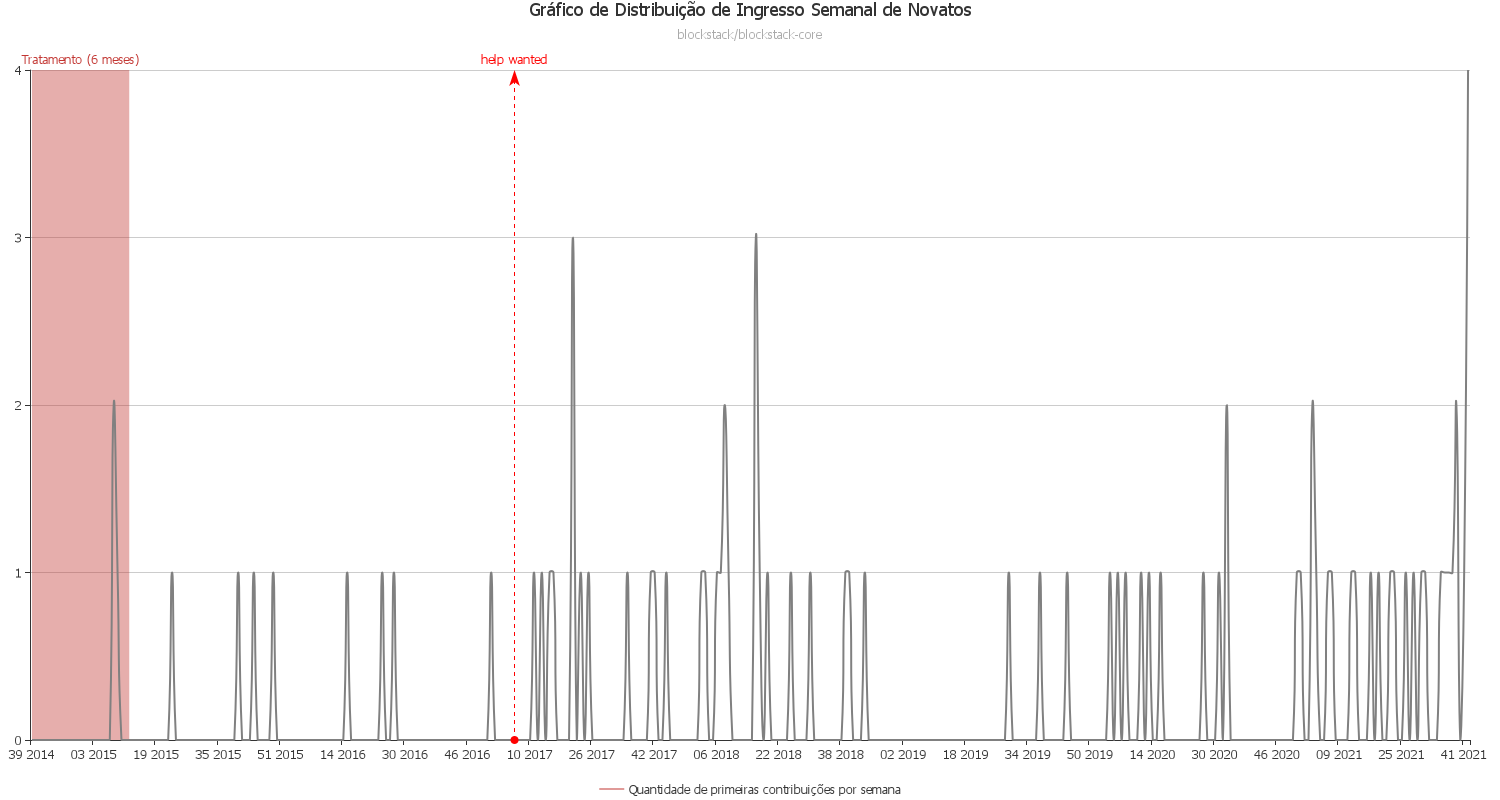 Gráfico de Distribuição de Ingresso Semanal de Novatos
blockstack/blockstack-core
Tratamento (6 meses)
help wanted
4
3
2
1
0
39 2014 03 2015 19 2015 35 2015 51 2015 14 2016 30 2016 46 2016 10 2017 26 2017 42 2017 06 2018 22 2018 38 2018 02 2019 18 2019 34 2019 50 2019 14 2020 30 2020 46 2020 09 2021 25 2021 41 2021
Quantidade de primeiras contribuições por semana